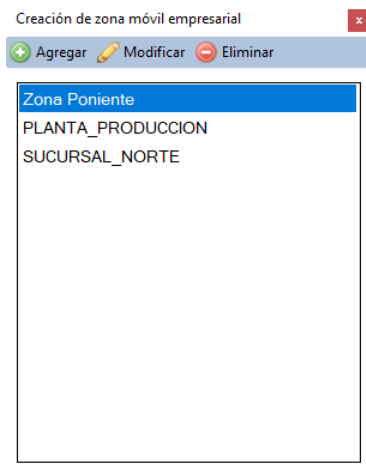 Creación de zona móvil empresarial x
Agregar Modificar Eliminar
Zona Poniente
PLANTA_PRODUCCION
SUCURSAL_NORTE